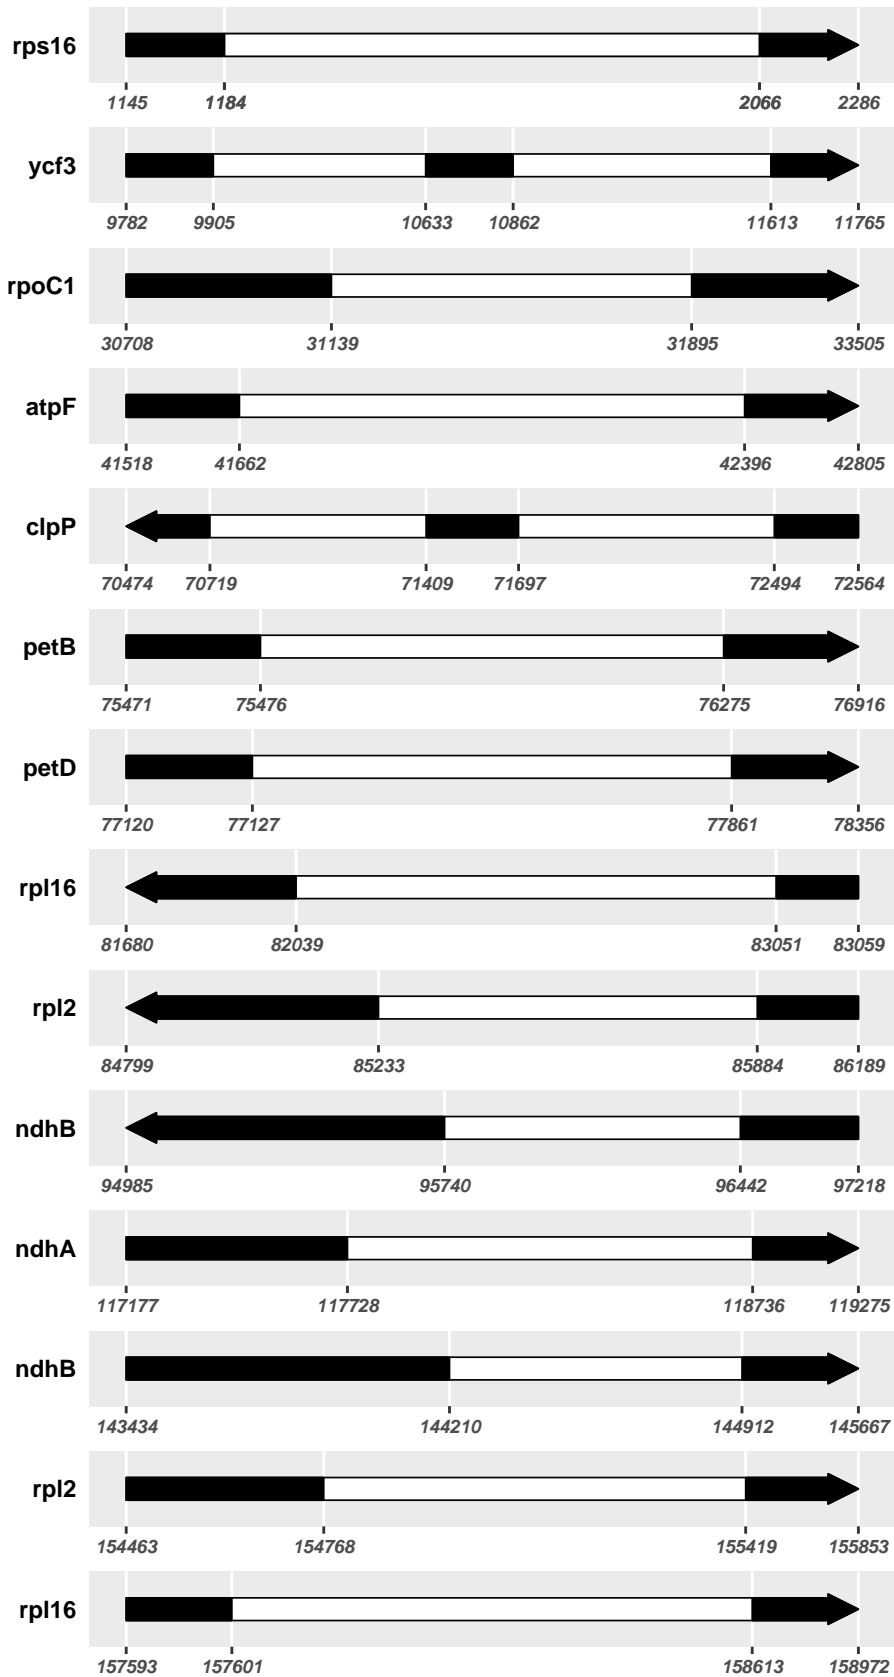 rps16
1145 1184 2066 2286
ycf3
9782 9905 10633 10862 11613 11765
rpoC1
30708 31139 31895 33505
atpF
41518 41662 42396 42805
clpP
70474 70719 71409 71697 72494 72564
petB
75471 75476 76275 76916
petD
77120 77127 77861 78356
rpl16
81680 82039 83051 83059
rpl2
84799 85233 85884 86189
ndhB
94985 95740 96442 97218
ndhA
117177 117728 118736 119275
ndhB
143434 144210 144912 145667
rpl2
154463 154768 155419 155853
rpl16
157593 157601 158613 158972